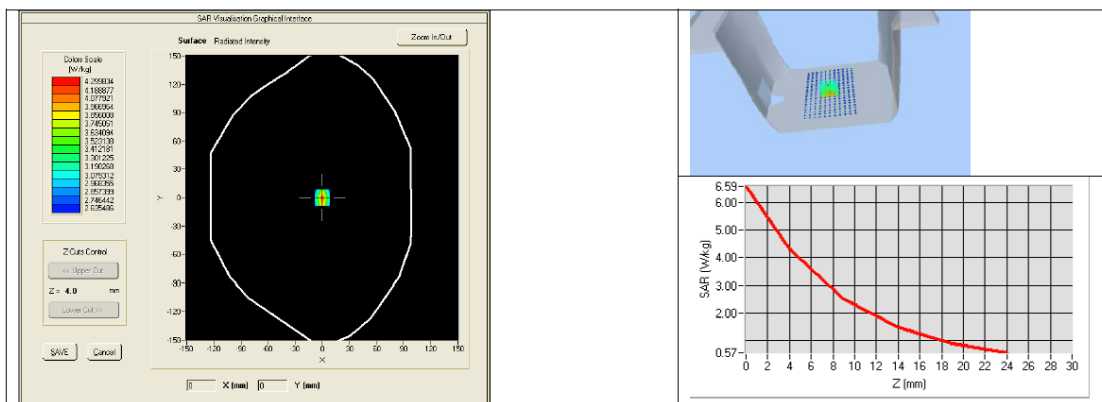 SAR Visualisation Graphical Interface
Surface Radiated Intensity
Zoom In/Out
Colors Scale
(W/kg)
4.299834
4.188877
4.077921
3.966964
3.856008
3.745051
3.634094
3.523138
3.412181
3.301225
3.190268
3.079312
2.968355
2.857399
2.746442
2.635486
150
120
90
60
30
0
-30
-60
-90
-120
-150
Y
-150 -120 -90 -60 -30 0 30 60 90 120 150
X
Z Cuts Control
<< Upper Cut
Z = 4.0 mm
Lower Cut >>
SAVE Cancel
0 X (mm) 0 Y (mm)
6.59
6.00
5.00
4.00
3.00
2.00
0.57
SAR (W/kg)
0 2 4 6 8 10 12 14 16 18 20 22 24 26 28 30
Z (mm)